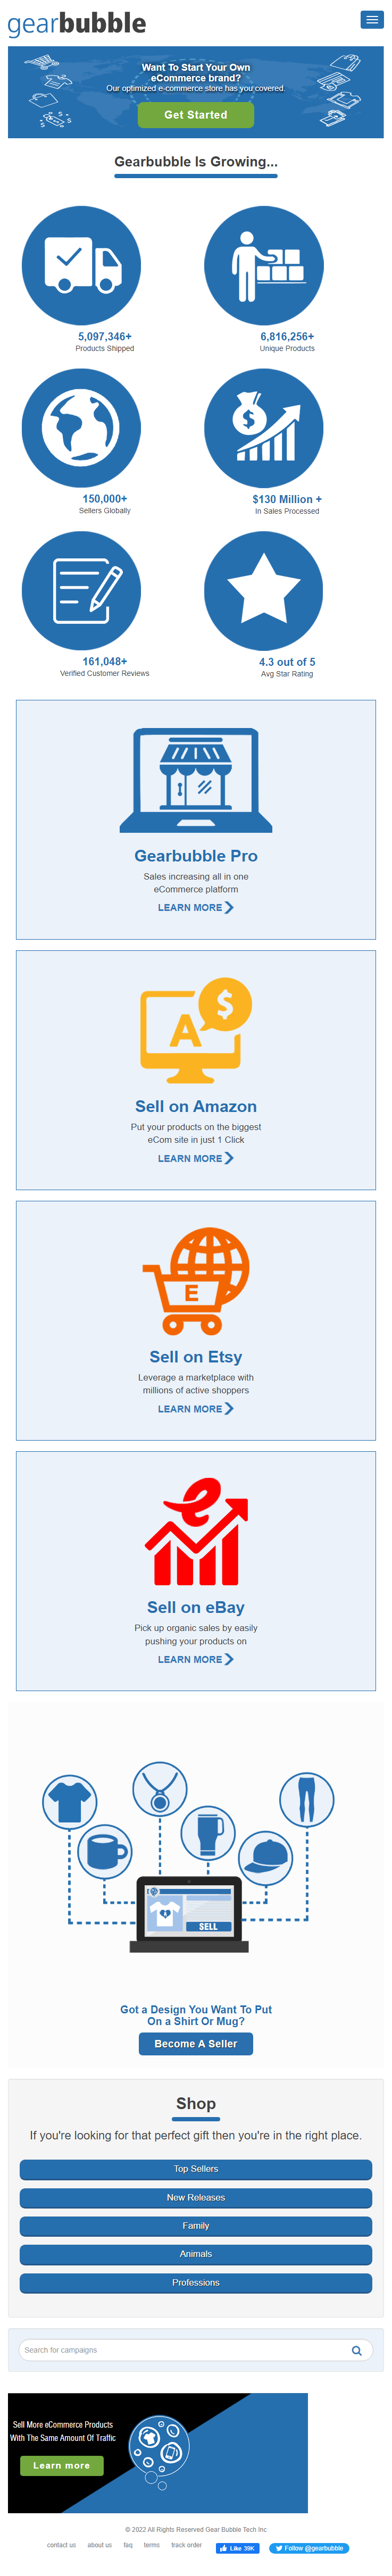 gearbubble
Want To Start Your Own
eCommerce brand?
Our optimized e-commerce store has you covered.
Get Started
Gearbubble Is Growing...
5,097,346+
Products Shipped
6,816,256+
Unique Products
150,000+
Sellers Globally
$130 Million +
In Sales Processed
161,048+
Verified Customer Reviews
4.3 out of 5
Avg Star Rating
Gearbubble Pro
Sales increasing all in one
eCommerce platform
LEARN MORE
A $
Sell on Amazon
Put your products on the biggest
eCom site in just 1 Click
LEARN MORE
E
Sell on Etsy
Leverage a marketplace with
millions of active shoppers
LEARN MORE
e
Sell on eBay
Pick up organic sales by easily
pushing your products on
LEARN MORE
SELL
Got a Design You Want To Put
On a Shirt Or Mug?
Become A Seller
Shop
If you're looking for that perfect gift then you're in the right place.
Top Sellers
New Releases
Family
Animals
Professions
Search for campaigns
Sell More eCommerce Products
With The Same Amount Of Traffic
Learn more
© 2022 All Rights Reserved Gear Bubble Tech Inc
contact us about us faq terms track order Like 39K Follow @gearbubble